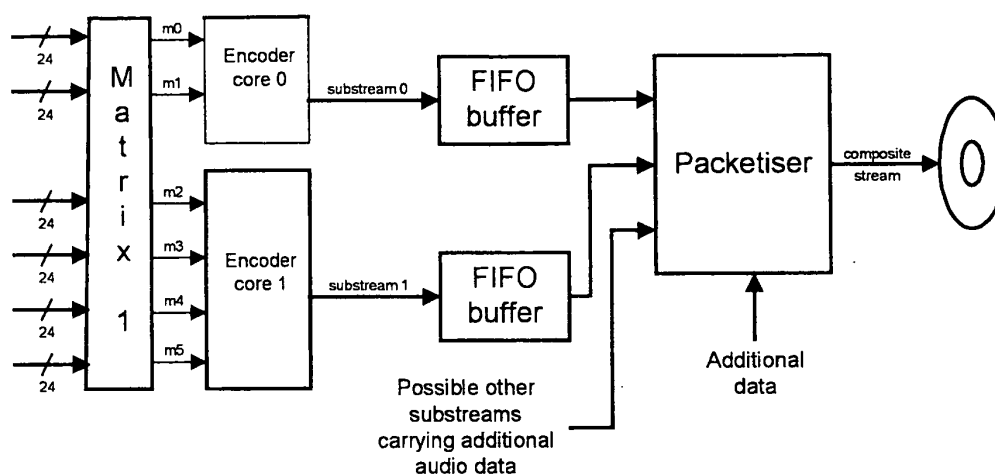 24
24
24
24
24
24
Matrix 1
m0
m1
m2
m3
m4
m5
Encoder
core 0
Encoder
core 1
substream 0
substream 1
FIFO
buffer
FIFO
buffer
Packetiser
composite
stream
Possible other
substreams
carrying additional
audio data
Additional
data